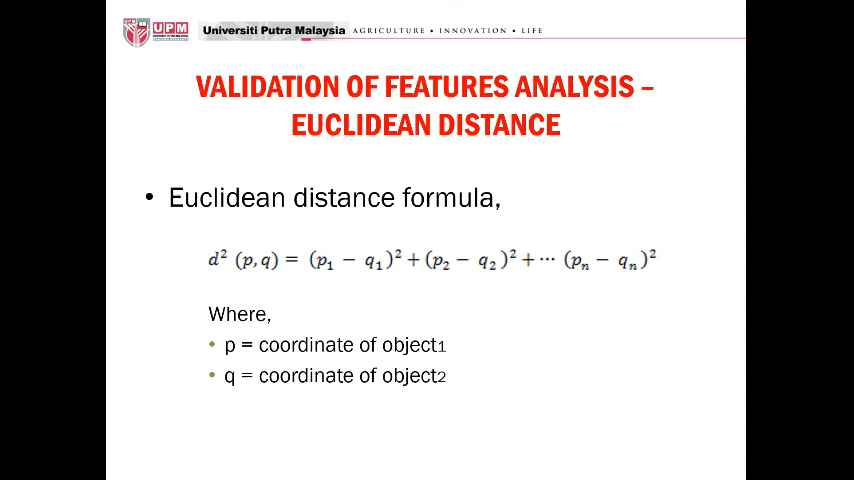 UPM
Universiti Putra Malaysia AGRICULTURE • INNOVATION • LIFE
VALIDATION OF FEATURES ANALYSIS –
EUCLIDEAN DISTANCE
• Euclidean distance formula,
d² (p,q) = (p₁ − q₁)² + (p₂ − q₂)² + ⋯ (pₙ − qₙ)²
Where,
• p = coordinate of object1
• q = coordinate of object2